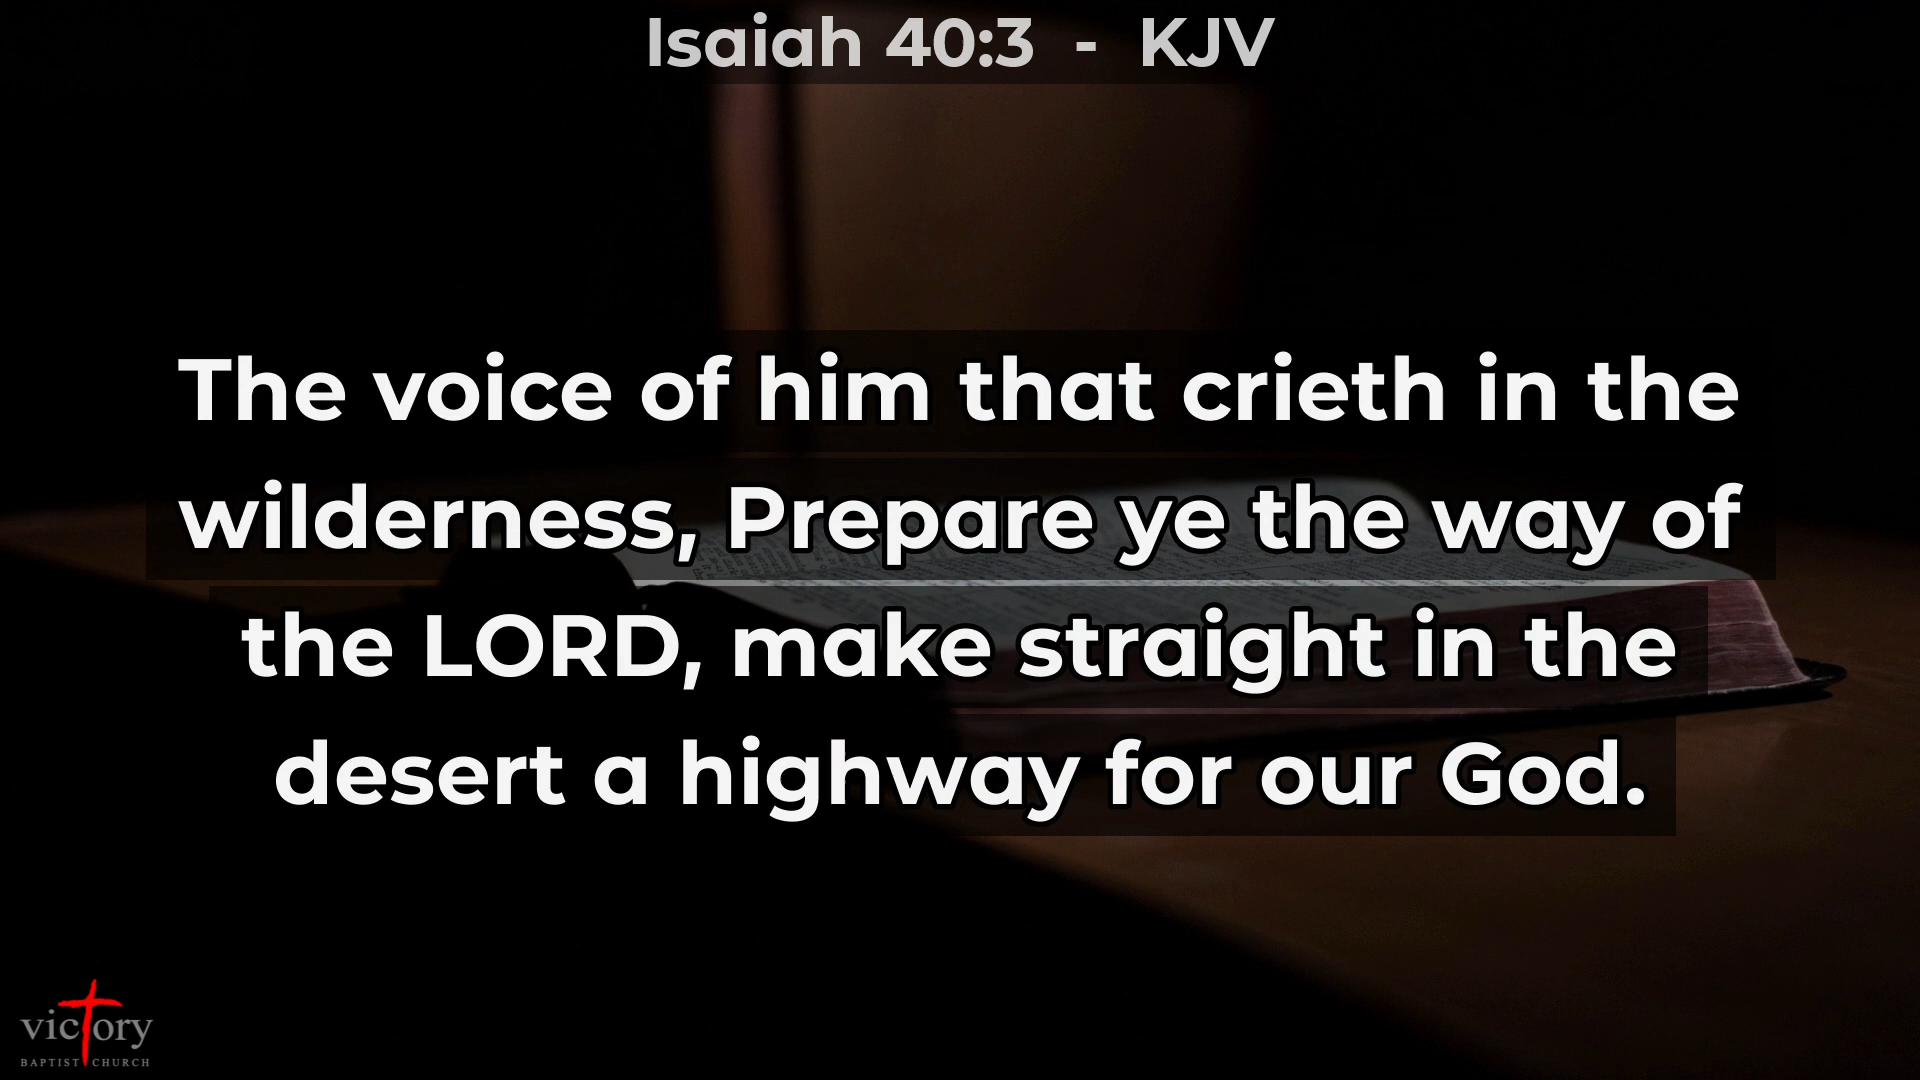 Isaiah 40:3 - KJV
The voice of him that crieth in the
wilderness, Prepare ye the way of
the LORD, make straight in the
desert a highway for our God.
victory
BAPTIST CHURCH